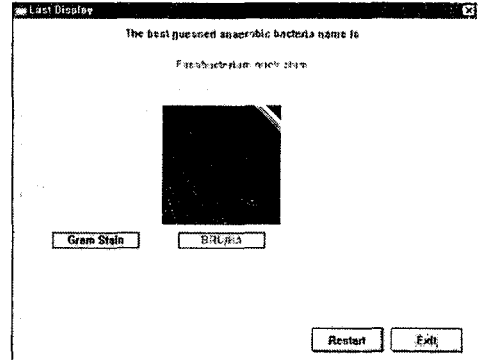 Last Display
The best guessed anaerobic bacteria name is
Gram Stain
Restart
Exit